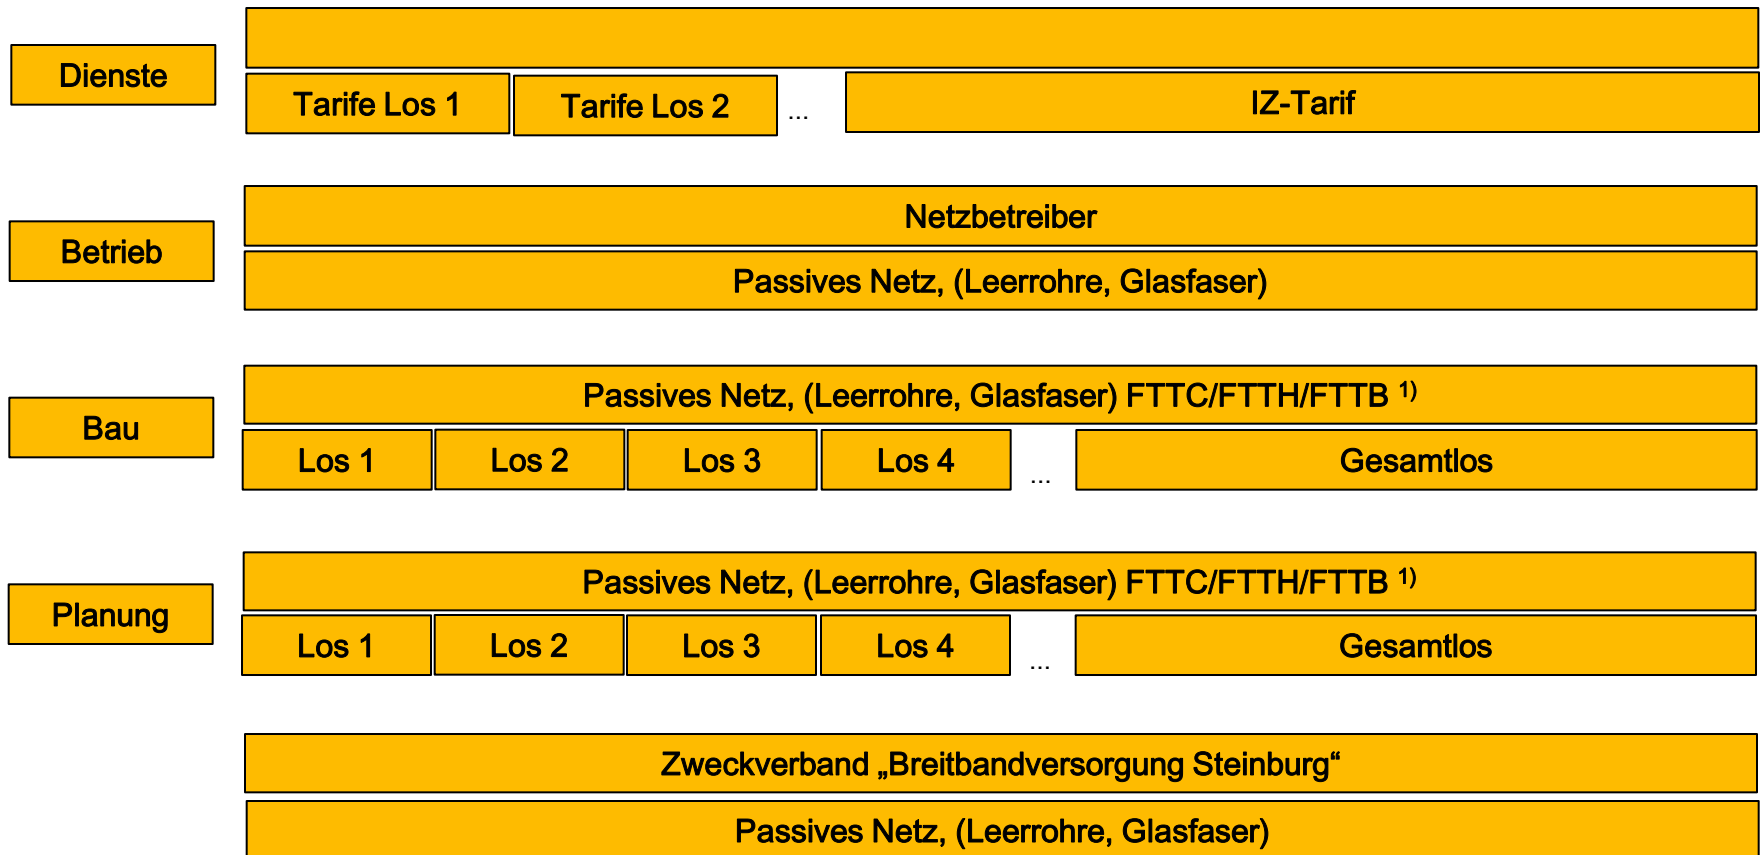 Dienste
Tarife Los 1 Tarife Los 2 ... IZ-Tarif
Netzbetreiber
Betrieb
Passives Netz, (Leerrohre, Glasfaser)
Passives Netz, (Leerrohre, Glasfaser) FTTC/FTTH/FTTB 1)
Bau
Los 1 Los 2 Los 3 Los 4 ... Gesamtlos
Passives Netz, (Leerrohre, Glasfaser) FTTC/FTTH/FTTB 1)
Planung
Los 1 Los 2 Los 3 Los 4 ... Gesamtlos
Zweckverband „Breitbandversorgung Steinburg“
Passives Netz, (Leerrohre, Glasfaser)